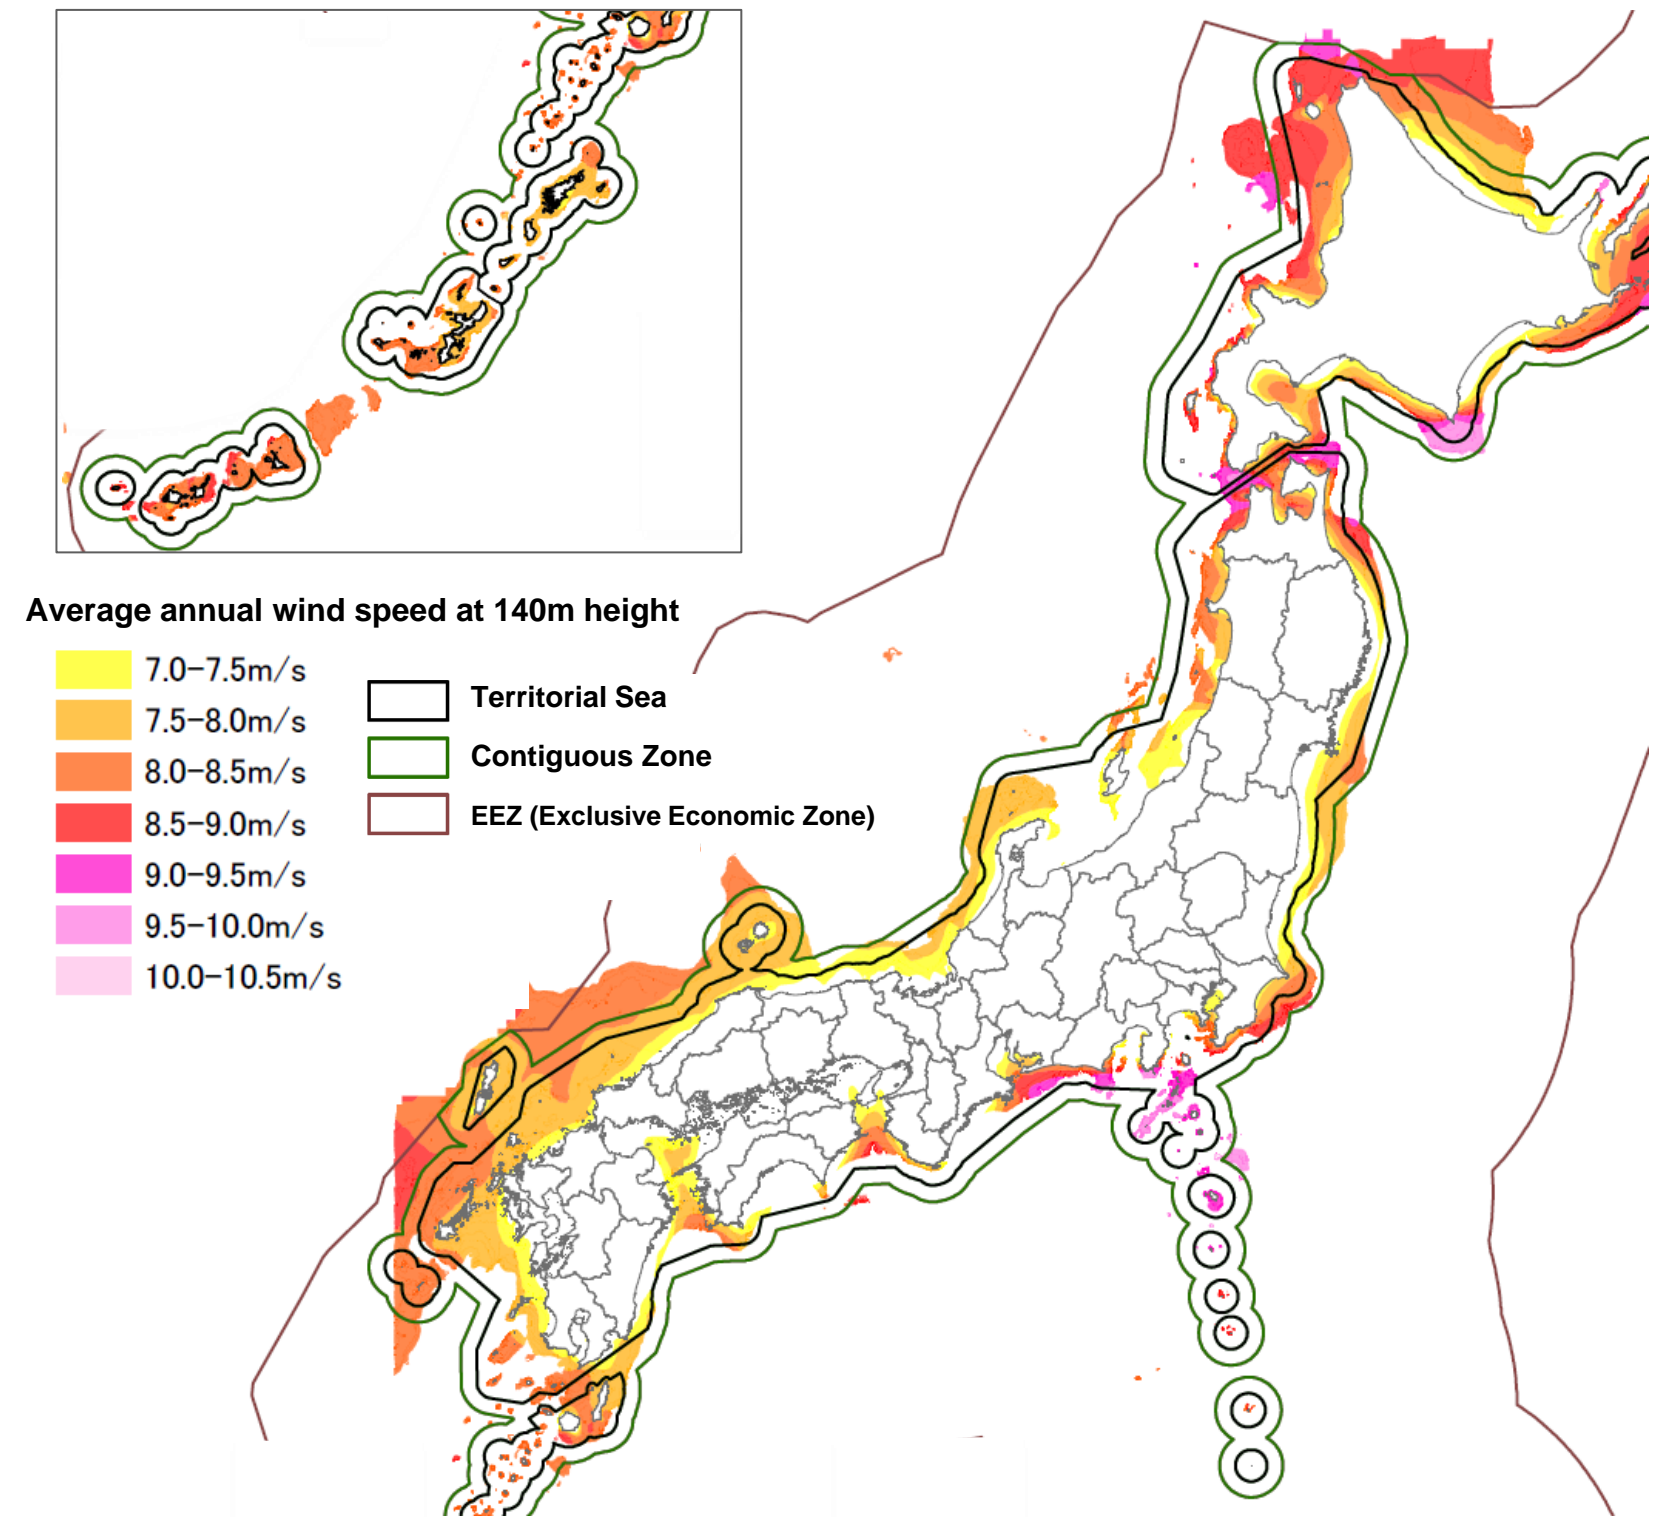 Average annual wind speed at 140m height
7.0-7.5m/s
7.5-8.0m/s
8.0-8.5m/s
8.5-9.0m/s
9.0-9.5m/s
9.5-10.0m/s
10.0-10.5m/s
Territorial Sea
Contiguous Zone
EEZ (Exclusive Economic Zone)